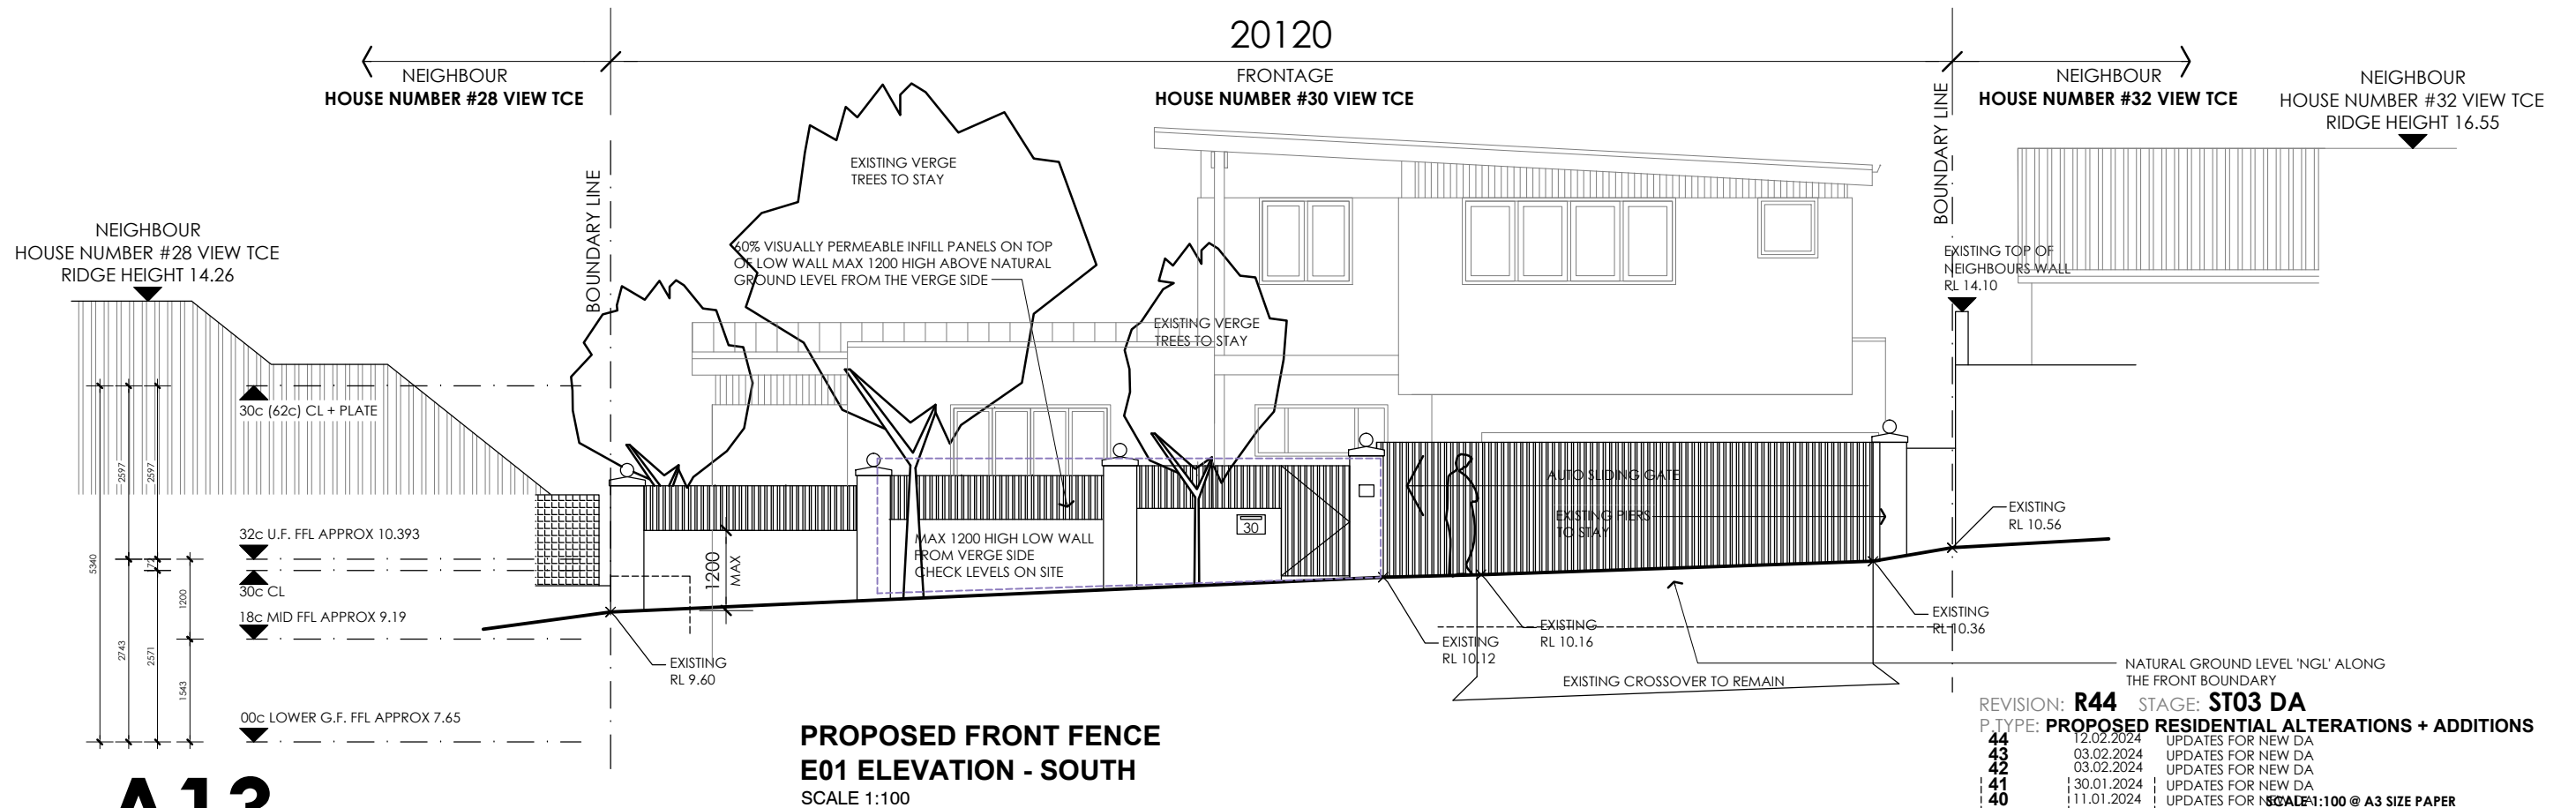 20120
NEIGHBOUR
HOUSE NUMBER #28 VIEW TCE
FRONTAGE
HOUSE NUMBER #30 VIEW TCE
NEIGHBOUR
HOUSE NUMBER #32 VIEW TCE
NEIGHBOUR
HOUSE NUMBER #32 VIEW TCE
RIDGE HEIGHT 16.55
BOUNDARY LINE
BOUNDARY LINE
EXISTING VERGE
TREES TO STAY
NEIGHBOUR
HOUSE NUMBER #28 VIEW TCE
RIDGE HEIGHT 14.26
60% VISUALLY PERMEABLE INFILL PANELS ON TOP
OF LOW WALL MAX 1200 HIGH ABOVE NATURAL
GROUND LEVEL FROM THE VERGE SIDE
EXISTING TOP OF
NEIGHBOURS WALL
RL 14.10
EXISTING VERGE
TREES TO STAY
30c (62c) CL + PLATE
2597
2597
AUTO SLIDING GATE
EXISTING PIERS
TO STAY
EXISTING
RL 10.56
30
MAX 1200 HIGH LOW WALL
FROM VERGE SIDE
CHECK LEVELS ON SITE
1200
MAX
32c U.F. FFL APPROX 10.393
5340
172
30c CL
1200
18c MID FFL APPROX 9.19
2743
2571
1543
00c LOWER G.F. FFL APPROX 7.65
EXISTING
RL 9.60
EXISTING
RL 10.12
EXISTING
RL 10.16
EXISTING
RL 10.36
EXISTING CROSSOVER TO REMAIN
NATURAL GROUND LEVEL 'NGL' ALONG
THE FRONT BOUNDARY
REVISION: R44 STAGE: ST03 DA
P.TYPE: PROPOSED RESIDENTIAL ALTERATIONS + ADDITIONS
44 12.02.2024 UPDATES FOR NEW DA
43 03.02.2024 UPDATES FOR NEW DA
42 03.02.2024 UPDATES FOR NEW DA
41 30.01.2024 UPDATES FOR NEW DA
40 11.01.2024 UPDATES FOR NEW DA
SCALE 1:100 @ A3 SIZE PAPER
PROPOSED FRONT FENCE
E01 ELEVATION - SOUTH
SCALE 1:100